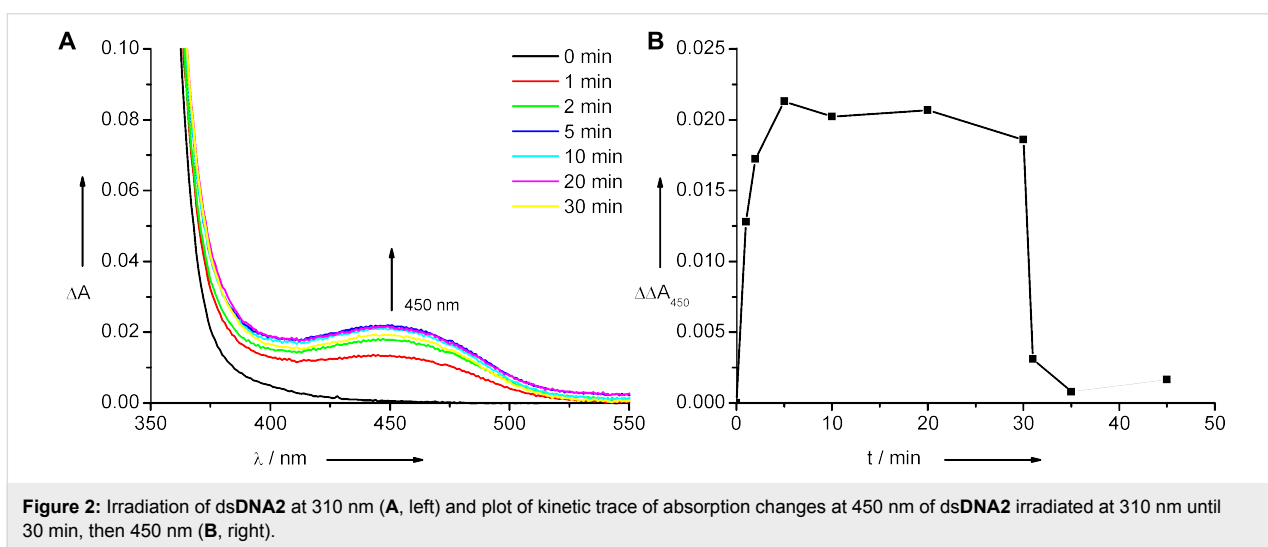 A
0.10
0.08
0.06
0.04
0.02
0.00
ΔA
350
400
450
500
550
λ / nm
450 nm
0 min
1 min
2 min
5 min
10 min
20 min
30 min
B
0.025
0.020
0.015
0.010
0.005
0.000
ΔΔA450
0
10
20
30
40
50
t / min
Figure 2: Irradiation of dsDNA2 at 310 nm (A, left) and plot of kinetic trace of absorption changes at 450 nm of dsDNA2 irradiated at 310 nm until
30 min, then 450 nm (B, right).